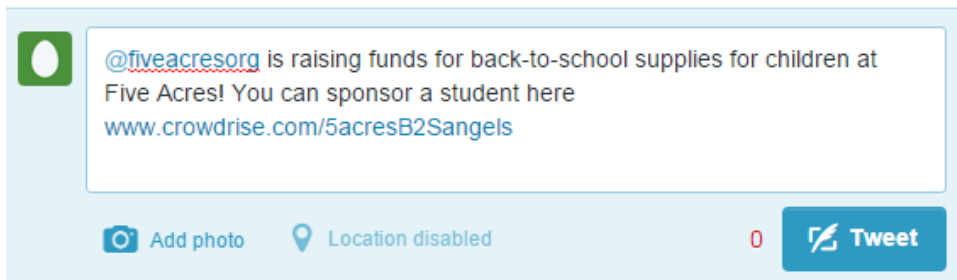 @fiveacresorg is raising funds for back-to-school supplies for children at
Five Acres! You can sponsor a student here
www.crowdrise.com/5acresB2Sangels
Add photo
Location disabled
0
Tweet